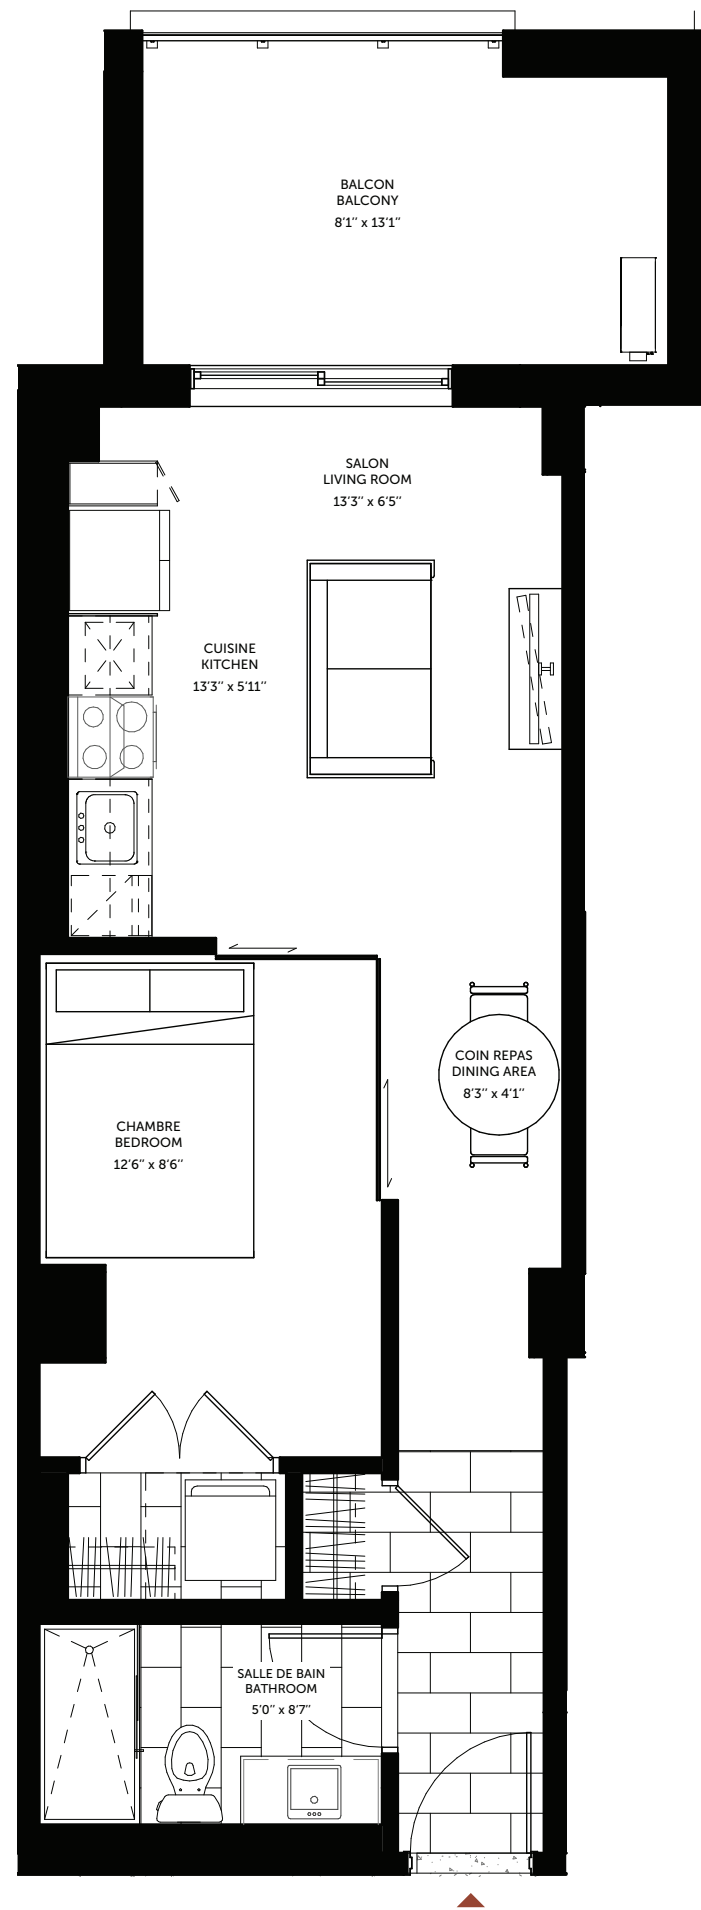 BALCON
BALCONY
8'1'' x 13'1''
SALON
LIVING ROOM
13'3'' x 6'5''
CUISINE
KITCHEN
13'3'' x 5'11''
COIN REPAS
DINING AREA
8'3'' x 4'1''
CHAMBRE
BEDROOM
12'6'' x 8'6''
SALLE DE BAIN
BATHROOM
5'0'' x 8'7''